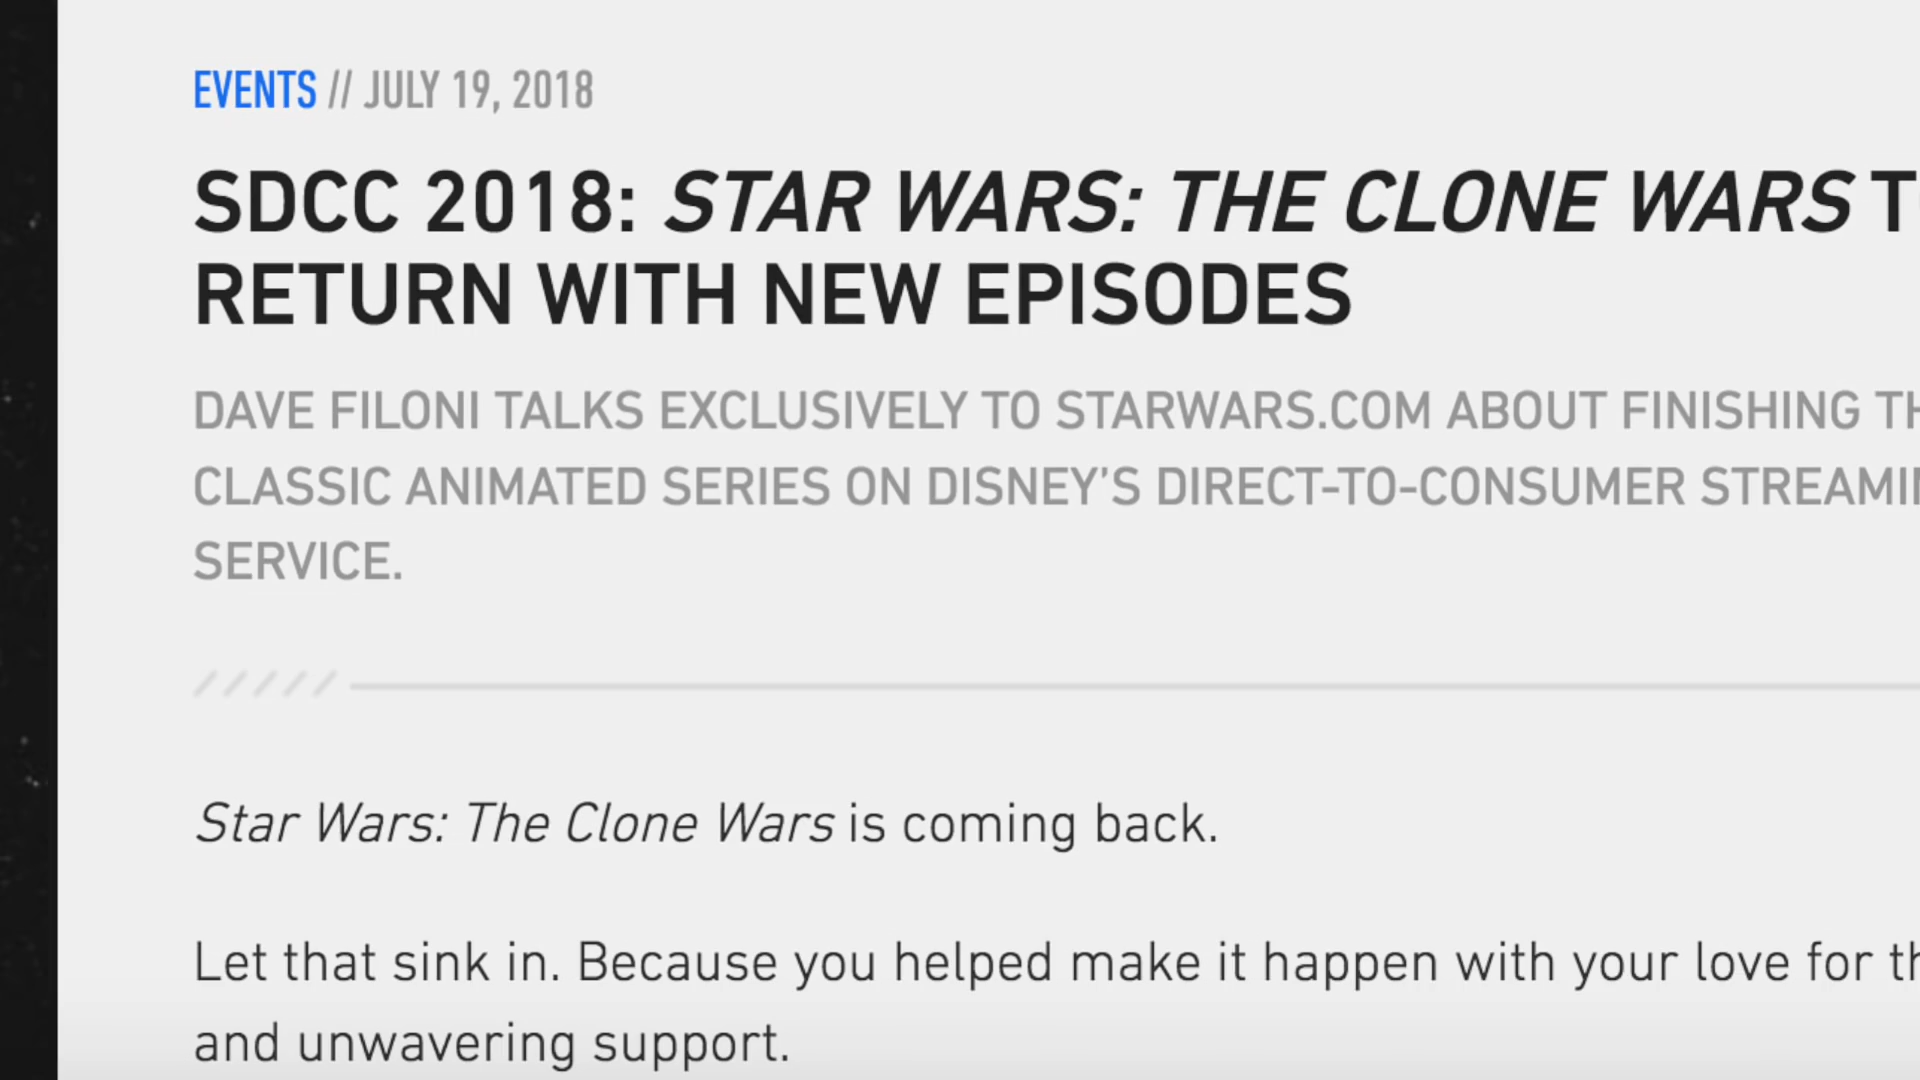 EVENTS // JULY 19, 2018
SDCC 2018: STAR WARS: THE CLONE WARS
RETURN WITH NEW EPISODES
DAVE FILONI TALKS EXCLUSIVELY TO STARWARS.COM ABOUT FINISHING
CLASSIC ANIMATED SERIES ON DISNEY'S DIRECT-TO-CONSUMER
SERVICE.
Star Wars: The Clone Wars is coming back.
Let that sink in. Because you helped make it happen with your love for
and unwavering support.